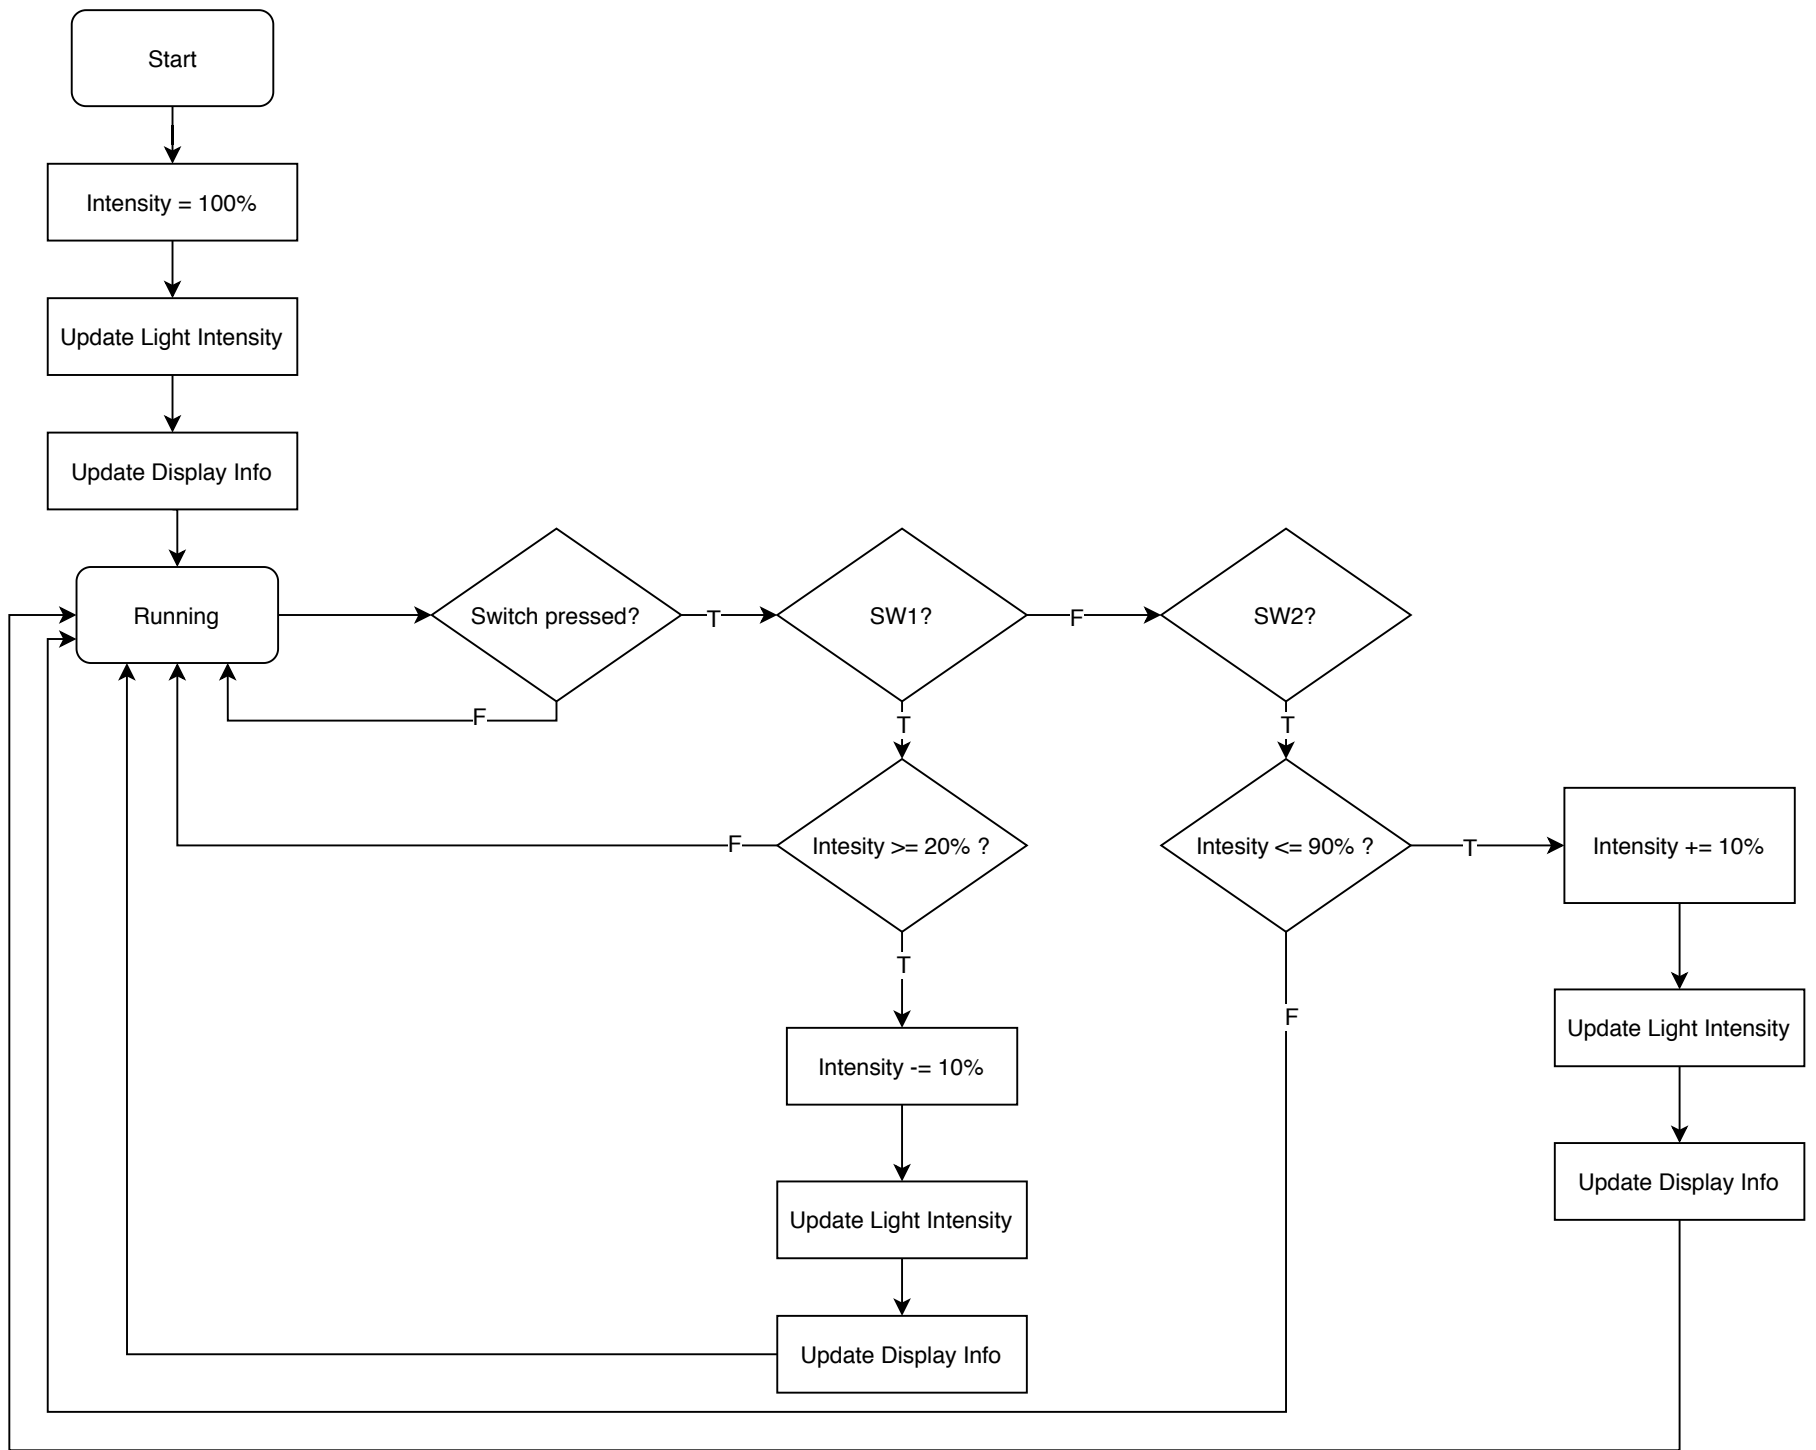 Start
Intensity = 100%
Update Light Intensity
Update Display Info
Running
Switch pressed?
T
SW1?
F
SW2?
F
T
T
Intesity >= 20% ?
F
Intesity <= 90% ?
T
Intensity += 10%
T
F
Intensity -= 10%
Update Light Intensity
Update Display Info
Update Light Intensity
Update Display Info